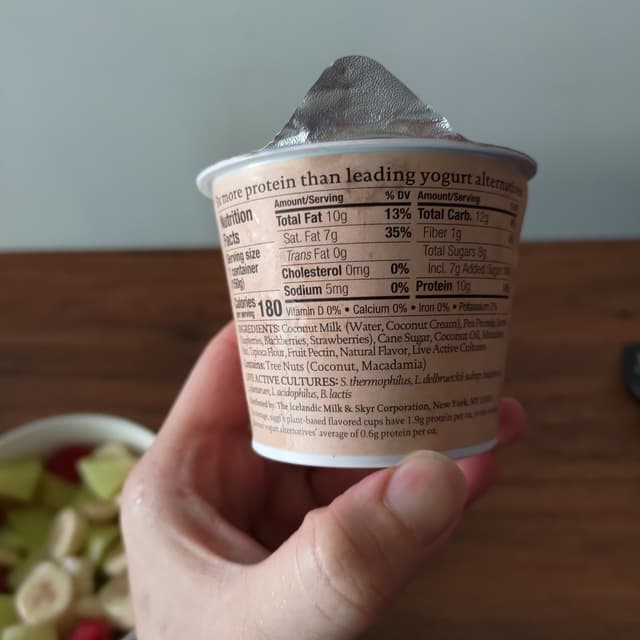 more protein than leading yogurt alternatives
Nutrition Facts
Serving size
container
(150g)
Calories
per serving 180
Amount/Serving % DV
Total Fat 10g 13%
Sat. Fat 7g 35%
Trans Fat 0g
Cholesterol 0mg 0%
Sodium 5mg 0%
Amount/Serving
Total Carb. 12g
Fiber 1g
Total Sugars 8g
Incl. 7g Added Sugars
Protein 10g
Vitamin D 0% • Calcium 0% • Iron 0% • Potassium
INGREDIENTS: Coconut Milk (Water, Coconut Cream), Pea Protein,
Blackberries, Strawberries), Cane Sugar, Coconut Oil,
Tapioca Flour, Fruit Pectin, Natural Flavor, Live Active Cultures
Contains: Tree Nuts (Coconut, Macadamia)
LIVE ACTIVE CULTURES: S. thermophilus, L. delbrueckii subsp.
L. acidophilus, B. lactis
Distributed by: The Icelandic Milk & Skyr Corporation, New York, NY
siggi's plant-based flavored cups have 1.9g protein per oz,
yogurt alternatives' average of 0.6g protein per oz.